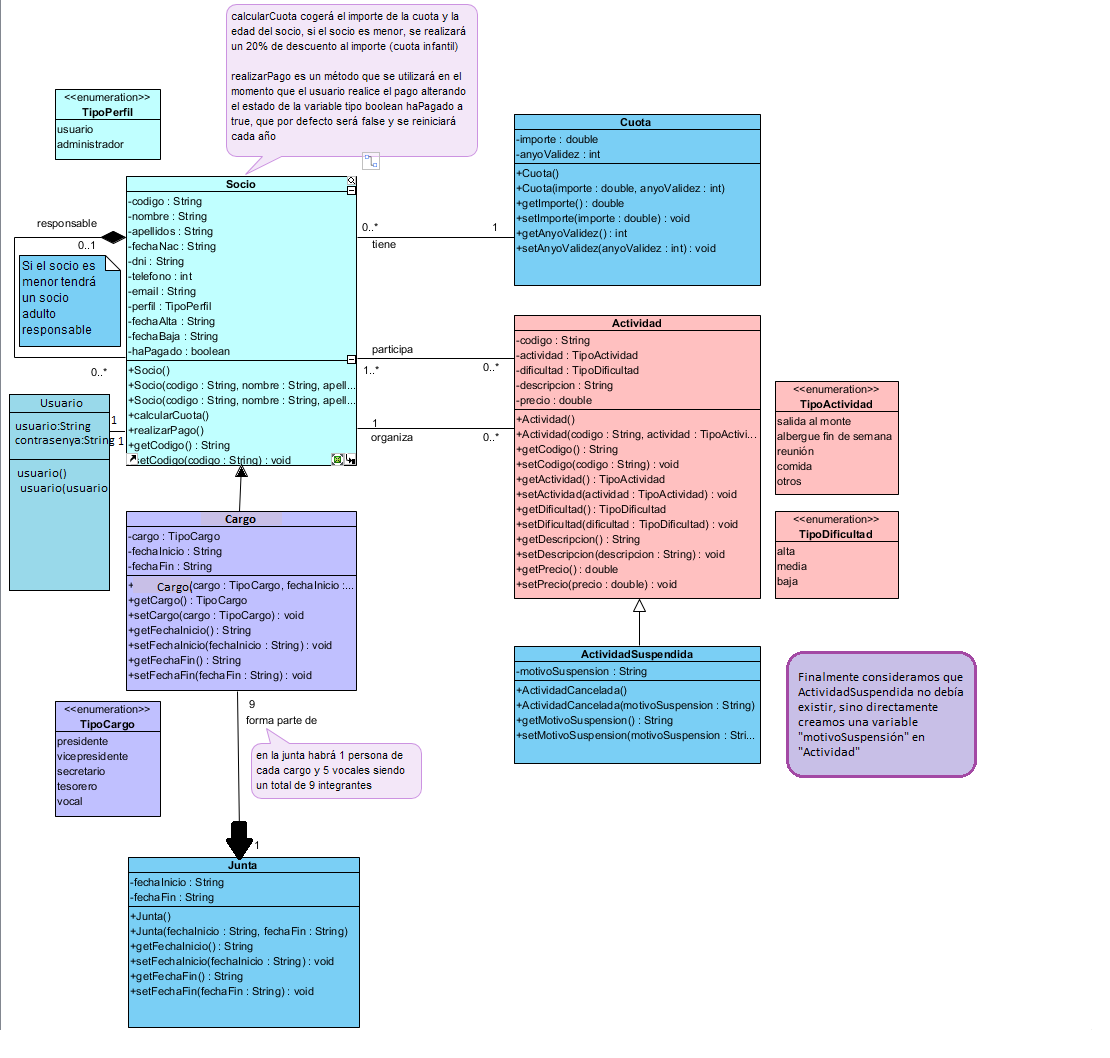 calcularCuota cogerá el importe de la cuota y la
edad del socio, si el socio es menor, se realizará
un 20% de descuento al importe (cuota infantil)
realizarPago es un método que se utilizará en el
momento que el usuario realice el pago alterando
el estado de la variable tipo boolean haPagado a
true, que por defecto será false y se reiniciará
cada año
<<enumeration>>
TipoPerfil
usuario
administrador
Socio
-codigo : String
-nombre : String
-apellidos : String
-fechaNac : String
-dni : String
-telefono : int
-email : String
-perfil : TipoPerfil
-fechaAlta : String
-fechaBaja : String
-haPagado : boolean
+Socio()
+Socio(codigo : String, nombre : String, apell...
+Socio(codigo : String, nombre : String, apell...
+calcularCuota()
+realizarPago()
+getCodigo() : String
setCodigo(codigo : String) : void
responsable
0..1
Si el socio es
menor tendrá
un socio
adulto
responsable
0..*
0..*
1
tiene
Cuota
-importe : double
-anyoValidez : int
+Cuota()
+Cuota(importe : double, anyoValidez : int)
+getImporte() : double
+setImporte(importe : double) : void
+getAnyoValidez() : int
+setAnyoValidez(anyoValidez : int) : void
participa
1..*
0..*
1
organiza
0..*
Actividad
-codigo : String
-actividad : TipoActividad
-dificultad : TipoDificultad
-descripcion : String
-precio : double
+Actividad()
+Actividad(codigo : String, actividad : TipoActivi...
+getCodigo() : String
+setCodigo(codigo : String) : void
+getActividad() : TipoActividad
+setActividad(actividad : TipoActividad) : void
+getDificultad() : TipoDificultad
+setDificultad(dificultad : TipoDificultad) : void
+getDescripcion() : String
+setDescripcion(descripcion : String) : void
+getPrecio() : double
+setPrecio(precio : double) : void
<<enumeration>>
TipoActividad
salida al monte
albergue fin de semana
reunión
comida
otros
<<enumeration>>
TipoDificultad
alta
media
baja
Usuario
usuario:String
contrasenya:String
usuario()
usuario(usuario
1
1
Cargo
-cargo : TipoCargo
-fechaInicio : String
-fechaFin : String
+ Cargo(cargo : TipoCargo, fechaInicio :...
+getCargo() : TipoCargo
+setCargo(cargo : TipoCargo) : void
+getFechaInicio() : String
+setFechaInicio(fechaInicio : String) : void
+getFechaFin() : String
+setFechaFin(fechaFin : String) : void
ActividadSuspendida
-motivoSuspension : String
+ActividadCancelada()
+ActividadCancelada(motivoSuspension : String)
+getMotivoSuspension() : String
+setMotivoSuspension(motivoSuspension : Stri...
Finalmente consideramos que
ActividadSuspendida no debía
existir, sino directamente
creamos una variable
"motivoSuspensión" en
"Actividad"
<<enumeration>>
TipoCargo
presidente
vicepresidente
secretario
tesorero
vocal
9
forma parte de
en la junta habrá 1 persona de
cada cargo y 5 vocales siendo
un total de 9 integrantes
1
Junta
-fechaInicio : String
-fechaFin : String
+Junta()
+Junta(fechaInicio : String, fechaFin : String)
+getFechaInicio() : String
+setFechaInicio(fechaInicio : String) : void
+getFechaFin() : String
+setFechaFin(fechaFin : String) : void